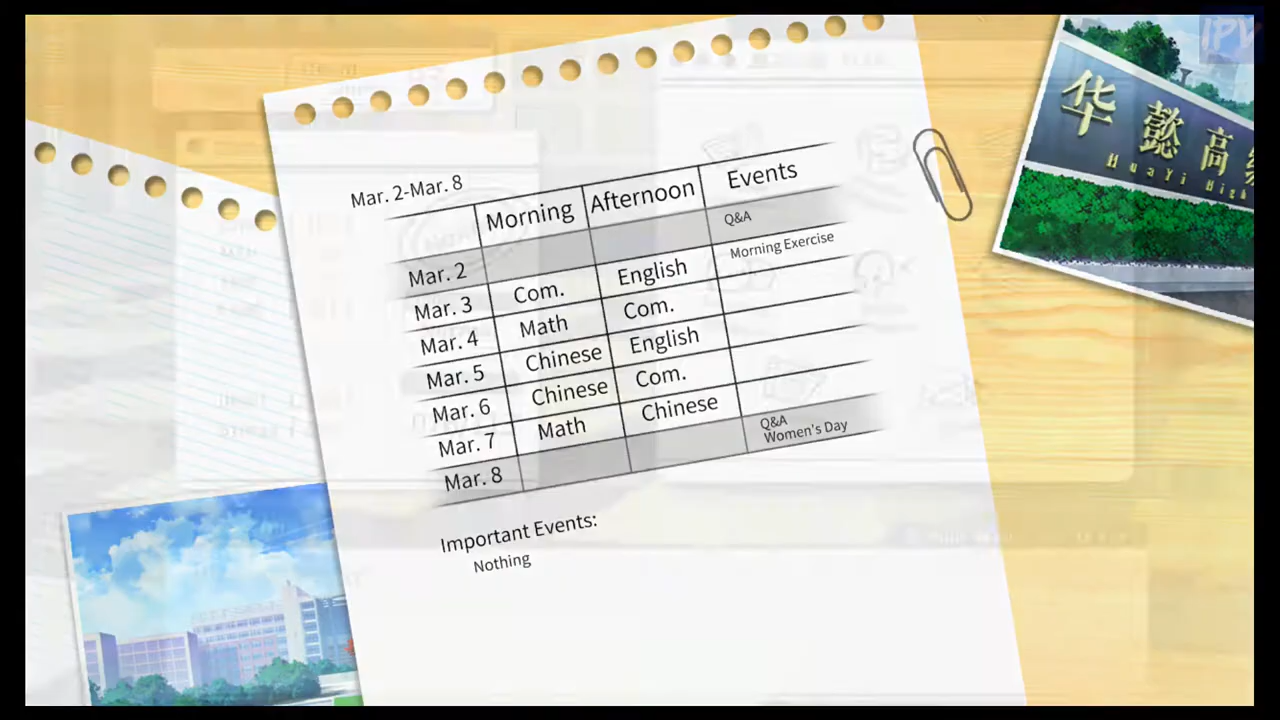 IPV
华懿高
HuaYi High
Mar. 2-Mar. 8
Morning Afternoon Events
Mar. 2 Q&A
Mar. 3 Com. English Morning Exercise
Mar. 4 Math Com.
Mar. 5 Chinese English
Mar. 6 Chinese Com.
Mar. 7 Math Chinese
Mar. 8 Q&A
Women's Day
Important Events:
Nothing